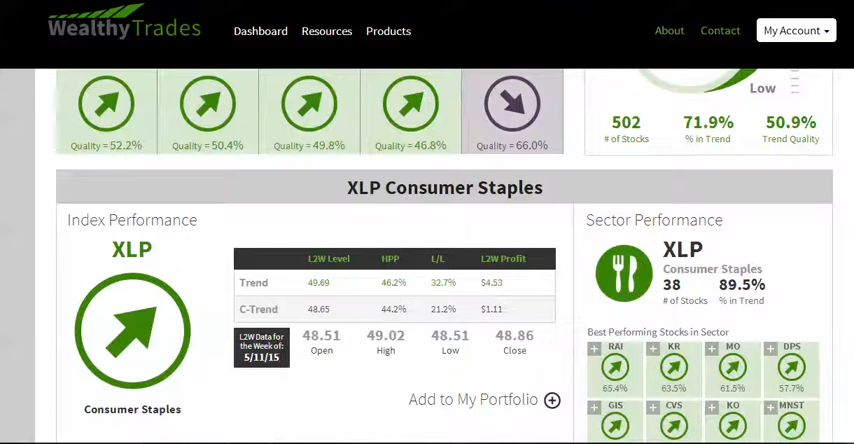 WealthyTrades
Dashboard Resources Products
About Contact My Account
Low
502 71.9% 50.9%
# of Stocks % in Trend Trend Quality
Quality = 52.2% Quality = 50.4% Quality = 49.8% Quality = 46.8% Quality = 66.0%
XLP Consumer Staples
Index Performance
XLP
Consumer Staples
L2W Level HPP L/L L2W Profit
Trend 49.69 46.2% 32.7% $4.53
C-Trend 48.65 44.2% 21.2% $1.11
L2W Data for
the Week of:
5/11/15
48.51 49.02 48.51 48.86
Open High Low Close
Add to My Portfolio
Sector Performance
XLP
Consumer Staples
38 89.5%
# of Stocks % in Trend
Best Performing Stocks in Sector
RAI KR MO DPS
65.4% 63.5% 61.5% 57.7%
GIS CVS KO MNST